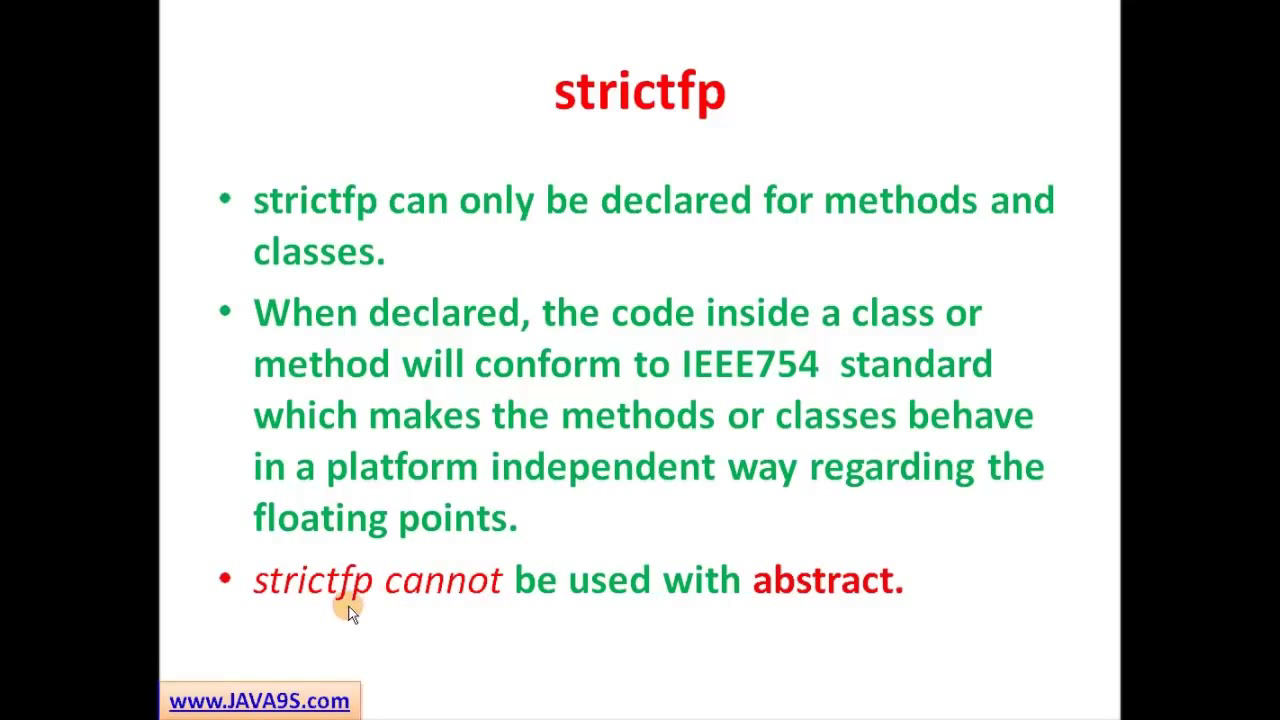 strictfp
• strictfp can only be declared for methods and
classes.
• When declared, the code inside a class or
method will conform to IEEE754 standard
which makes the methods or classes behave
in a platform independent way regarding the
floating points.
• strictfp cannot be used with abstract.
www.JAVA9S.com